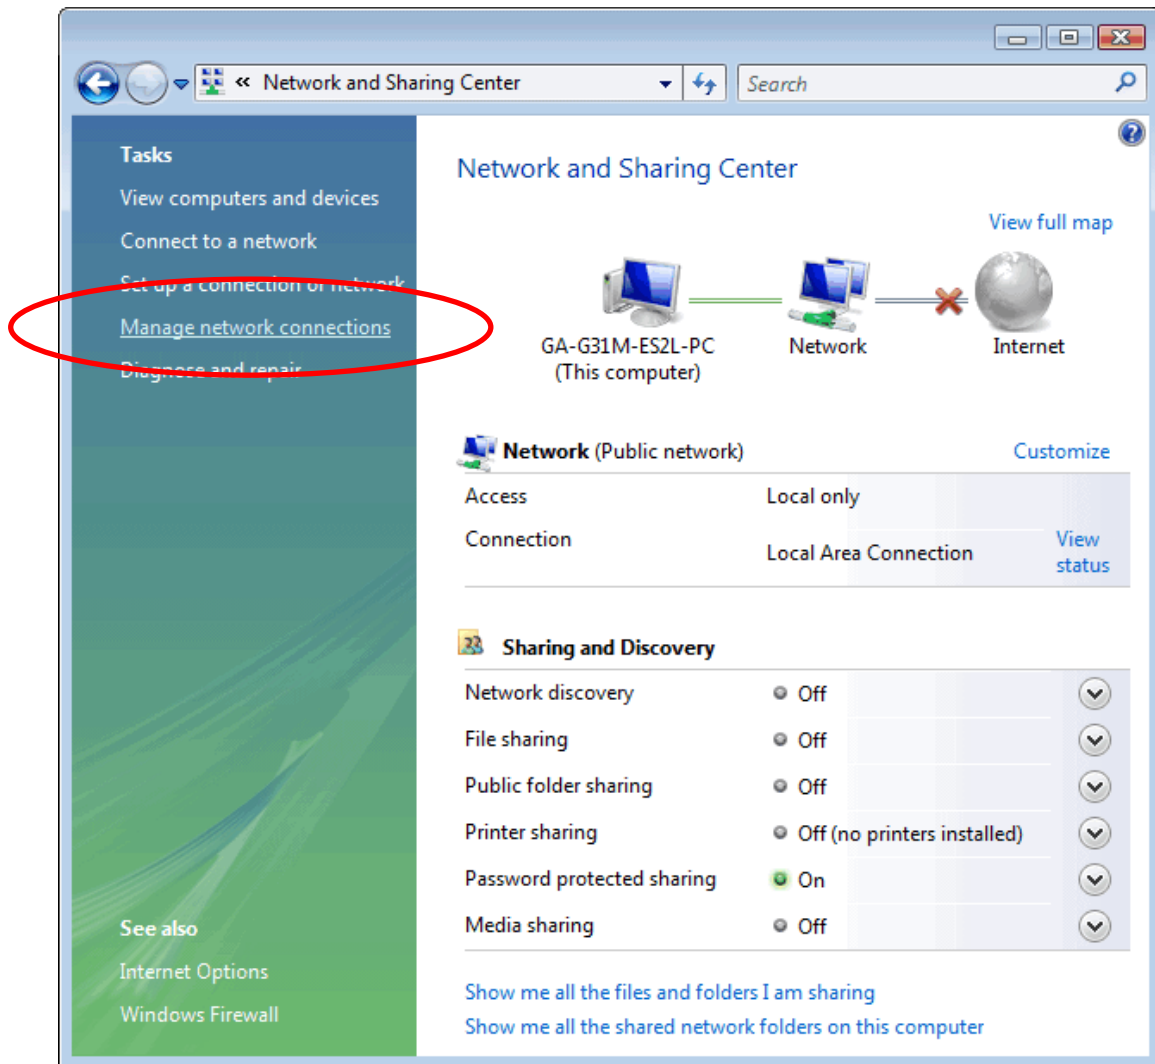 « Network and Sharing Center
Search
Tasks
View computers and devices
Connect to a network
Set up a connection or network
Manage network connections
Diagnose and repair
See also
Internet Options
Windows Firewall
Network and Sharing Center
View full map
GA-G31M-ES2L-PC
(This computer)
Network
Internet
Network (Public network)
Customize
Access
Local only
Connection
Local Area Connection
View
status
Sharing and Discovery
Network discovery
Off
File sharing
Off
Public folder sharing
Off
Printer sharing
Off (no printers installed)
Password protected sharing
On
Media sharing
Off
Show me all the files and folders I am sharing
Show me all the shared network folders on this computer